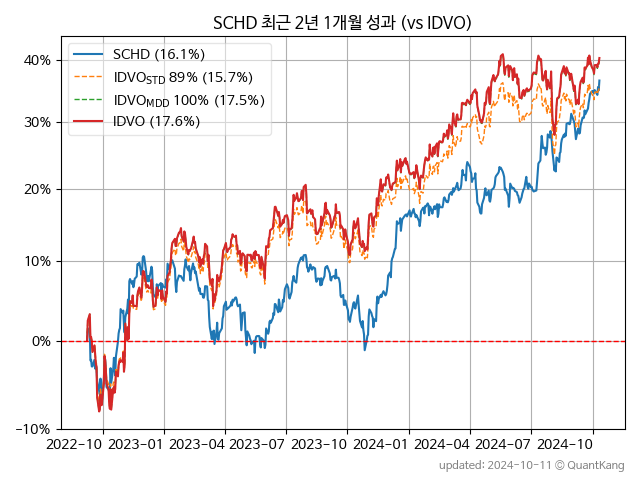 SCHD 최근 2년 1개월 성과 (vs IDVO)
SCHD (16.1%)
IDVO_STD 89% (15.7%)
IDVO_MDD 100% (17.5%)
IDVO (17.6%)
40%
30%
20%
10%
0%
−10%
2022-10 2023-01 2023-04 2023-07 2023-10 2024-01 2024-04 2024-07 2024-10
updated: 2024-10-11 © QuantKang